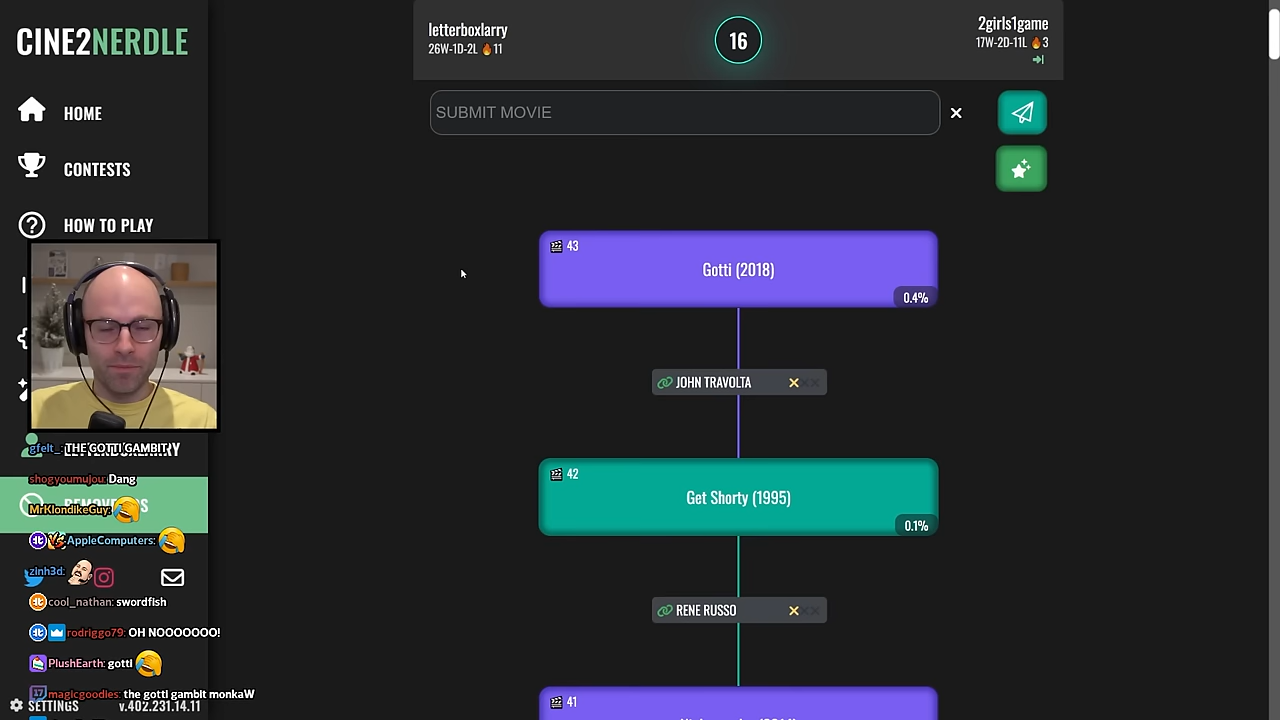 CINE2NERDLE
HOME
CONTESTS
HOW TO PLAY
letterboxlarry
26W-1D-2L 🔥11
16
2girls1game
17W-2D-11L 🔥3
SUBMIT MOVIE
43
Gotti (2018)
0.4%
JOHN TRAVOLTA
42
Get Shorty (1995)
0.1%
RENE RUSSO
41
gfelt_: THE GOTTI GAMBIT
shogyoumujou: Dang
MrKlondikeGuy: 😂
AppleComputers: 😂
zinh3d:
cool_nathan: swordfish
rodriggo79: OH NOOOOOOO!
PlushEarth: gotti 😂
magicgoodies: the gotti gambit monkaW
SETTINGS
v.402.231.14.11